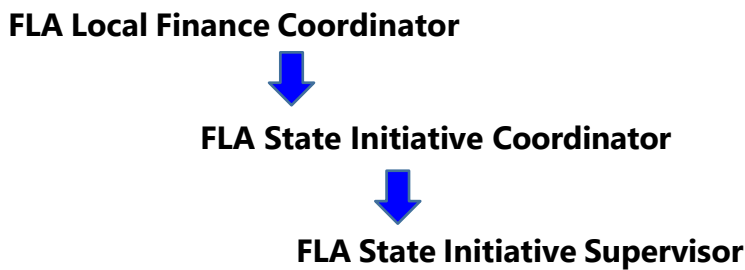 FLA Local Finance Coordinator
FLA State Initiative Coordinator
FLA State Initiative Supervisor